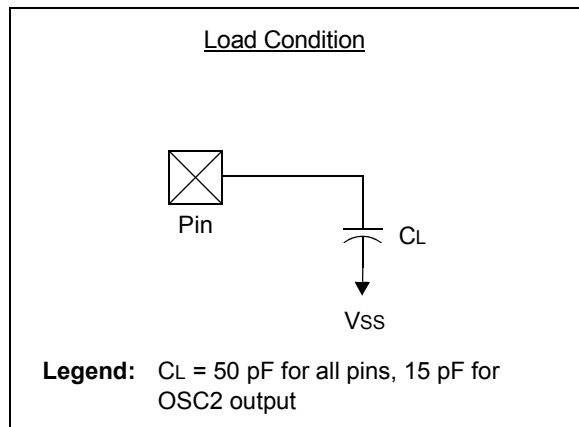 Load Condition
Pin
CL
VSS
Legend: CL = 50 pF for all pins, 15 pF for
OSC2 output